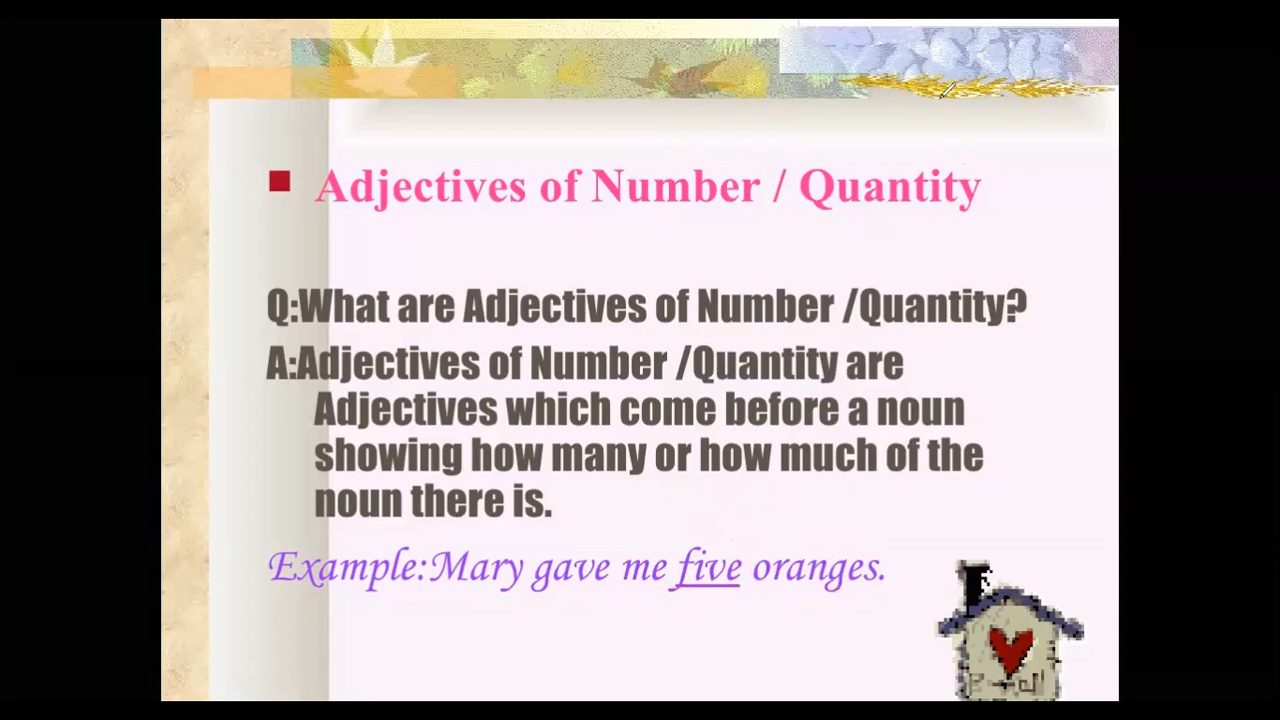 Adjectives of Number / Quantity
Q:What are Adjectives of Number /Quantity?
A:Adjectives of Number /Quantity are
Adjectives which come before a noun
showing how many or how much of the
noun there is.
Example:Mary gave me five oranges.